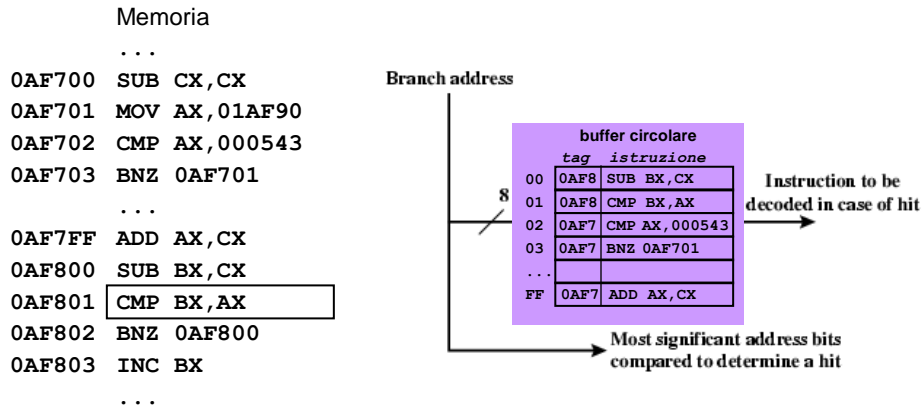 Memoria
...
0AF700 SUB CX,CX
0AF701 MOV AX,01AF90
0AF702 CMP AX,000543
0AF703 BNZ 0AF701
...
0AF7FF ADD AX,CX
0AF800 SUB BX,CX
0AF801 CMP BX,AX
0AF802 BNZ 0AF800
0AF803 INC BX
...
Branch address
8
buffer circolare
tag istruzione
00 0AF8 SUB BX,CX
01 0AF8 CMP BX,AX
02 0AF7 CMP AX,000543
03 0AF7 BNZ 0AF701
...
FF 0AF7 ADD AX,CX
Instruction to be
decoded in case of hit
Most significant address bits
compared to determine a hit